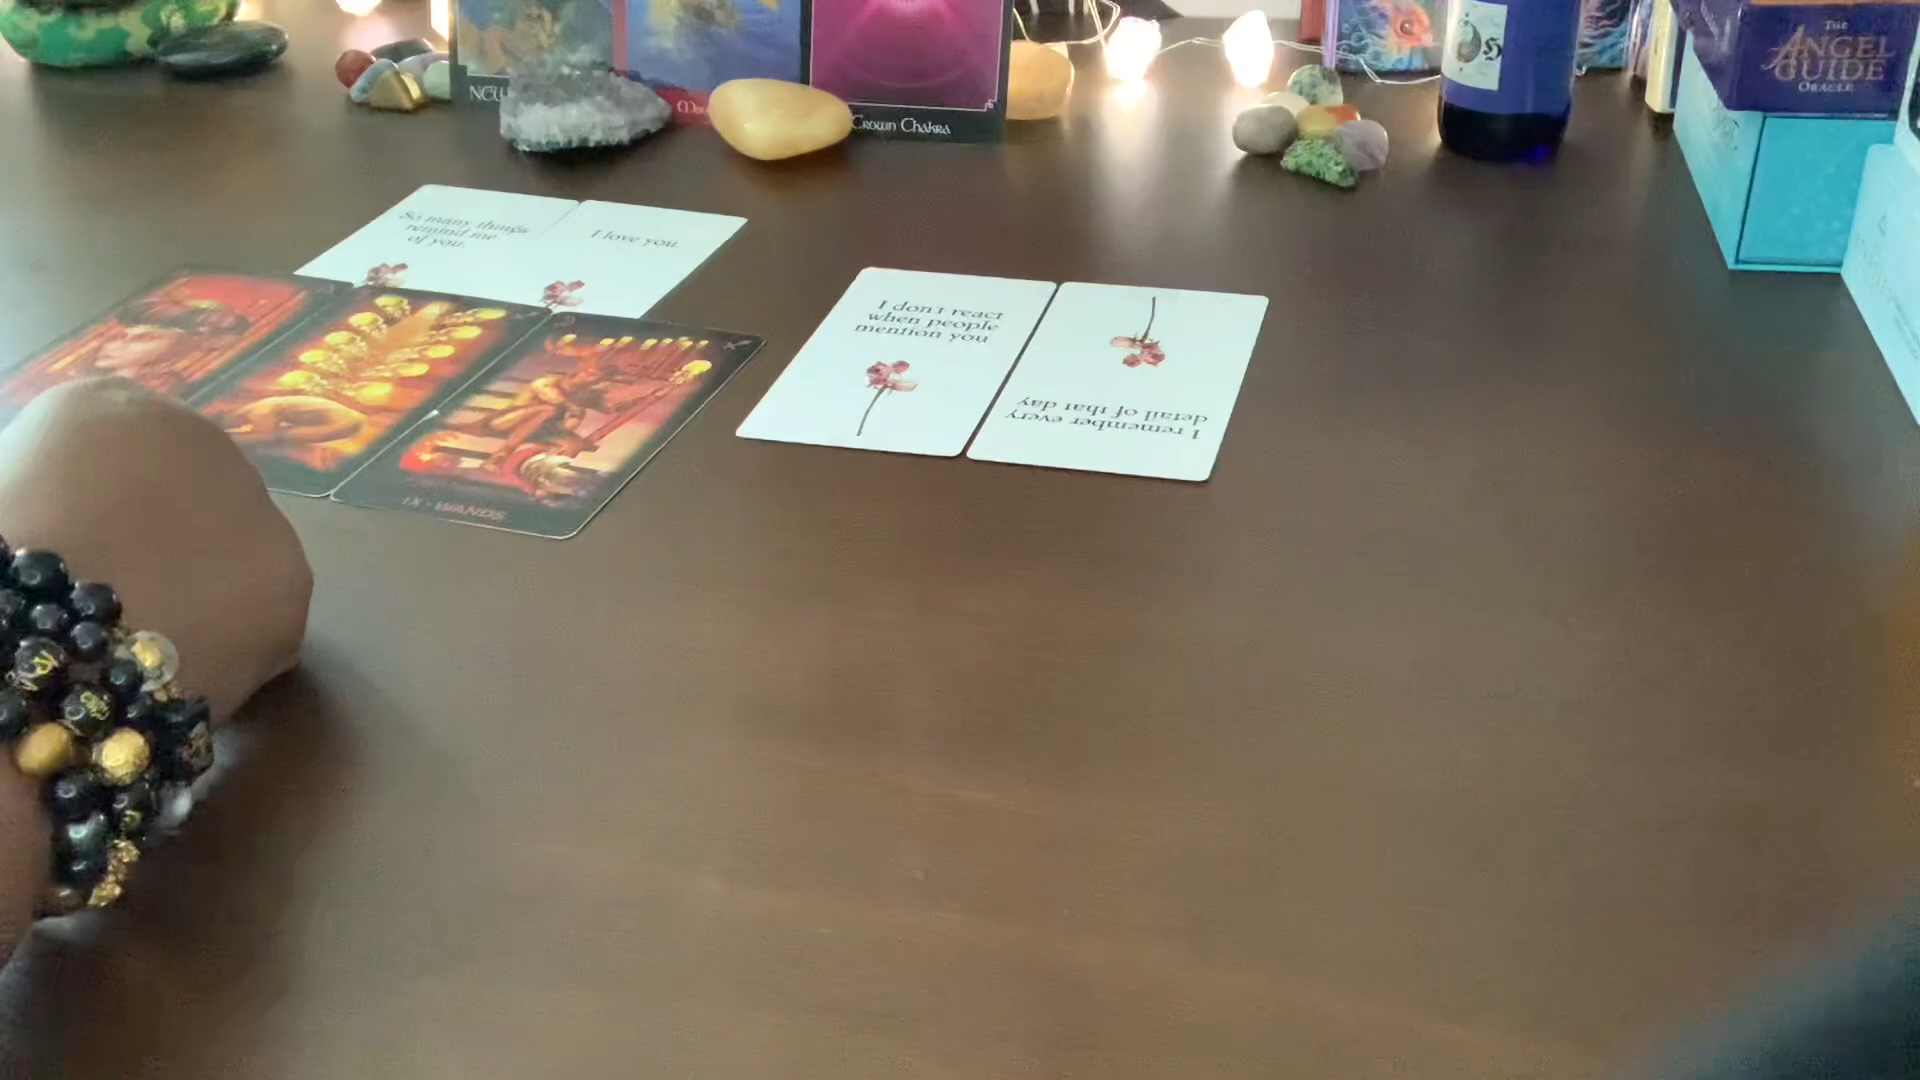 Crown Chakra
THE
ANGEL
GUIDE
ORACLE
So many things
remind me
of you.
I love you.
I don't react
when people
mention you
I remember every
detail of that day
IX · WANDS